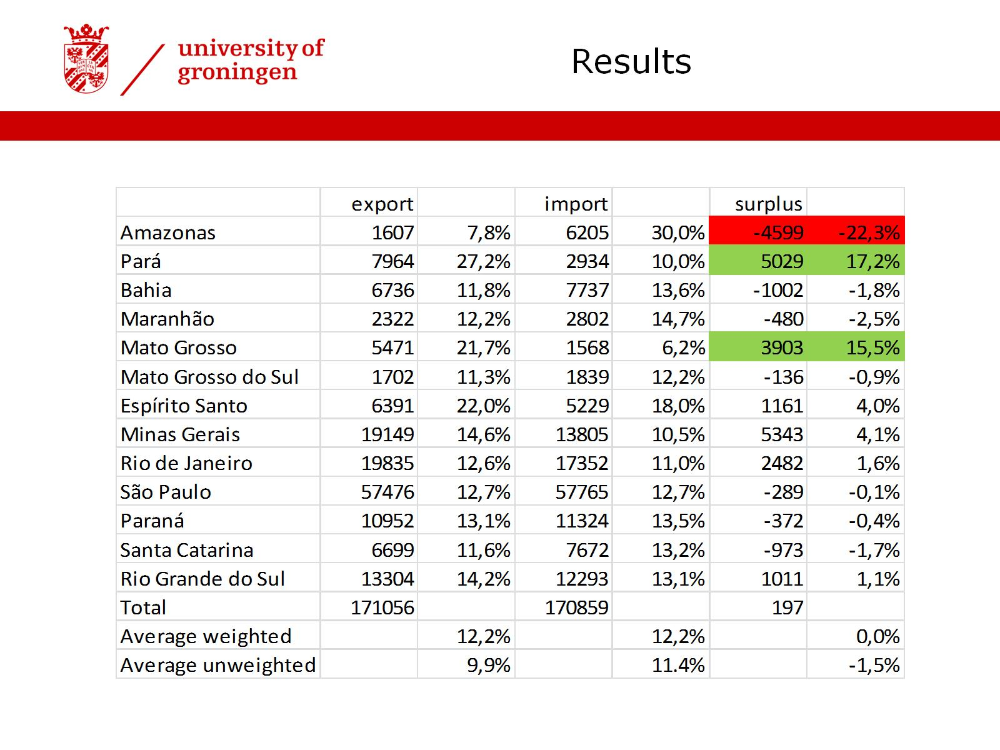 university of
groningen
Results
export import surplus
Amazonas 1607 7,8% 6205 30,0% -4599 -22,3%
Pará 7964 27,2% 2934 10,0% 5029 17,2%
Bahia 6736 11,8% 7737 13,6% -1002 -1,8%
Maranhão 2322 12,2% 2802 14,7% -480 -2,5%
Mato Grosso 5471 21,7% 1568 6,2% 3903 15,5%
Mato Grosso do Sul 1702 11,3% 1839 12,2% -136 -0,9%
Espírito Santo 6391 22,0% 5229 18,0% 1161 4,0%
Minas Gerais 19149 14,6% 13805 10,5% 5343 4,1%
Rio de Janeiro 19835 12,6% 17352 11,0% 2482 1,6%
São Paulo 57476 12,7% 57765 12,7% -289 -0,1%
Paraná 10952 13,1% 11324 13,5% -372 -0,4%
Santa Catarina 6699 11,6% 7672 13,2% -973 -1,7%
Rio Grande do Sul 13304 14,2% 12293 13,1% 1011 1,1%
Total 171056 170859 197
Average weighted 12,2% 12,2% 0,0%
Average unweighted 9,9% 11.4% -1,5%